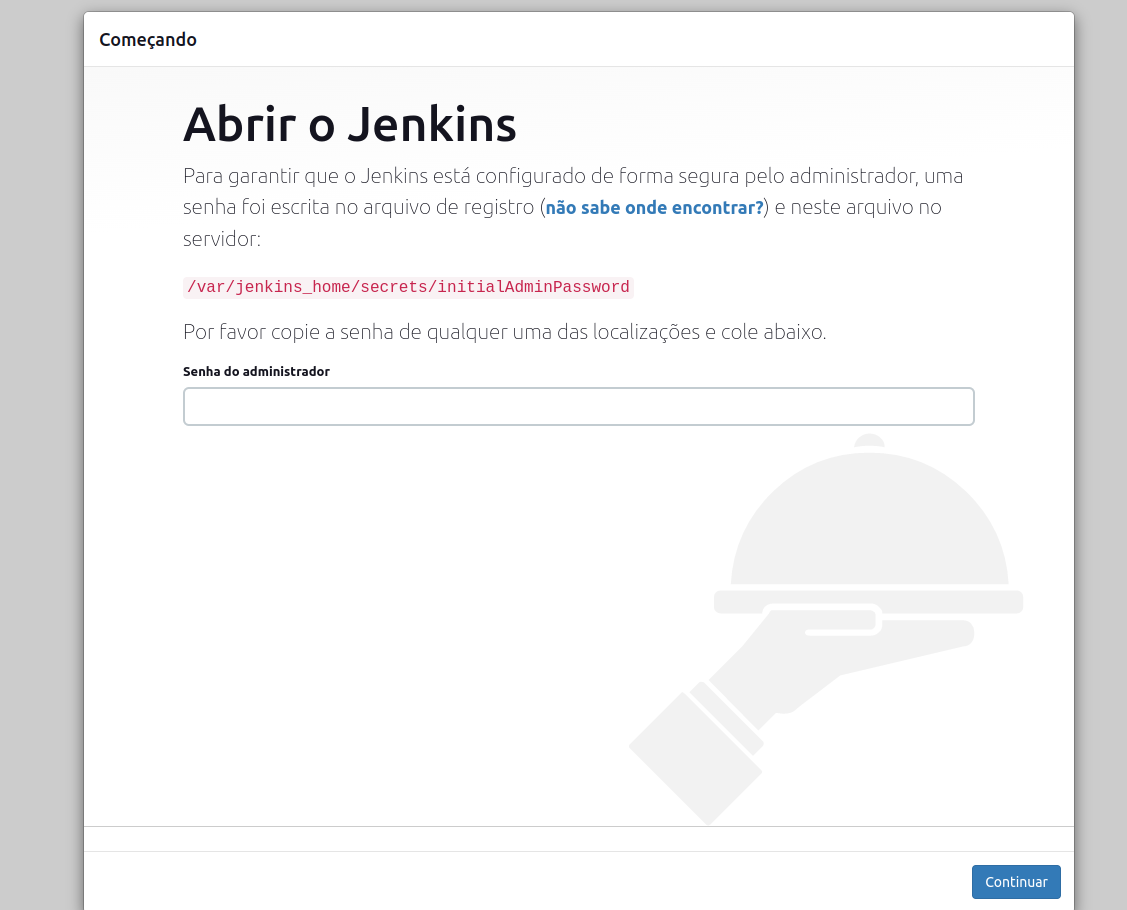 Começando
Abrir o Jenkins
Para garantir que o Jenkins está configurado de forma segura pelo administrador, uma
senha foi escrita no arquivo de registro (não sabe onde encontrar?) e neste arquivo no
servidor:
/var/jenkins_home/secrets/initialAdminPassword
Por favor copie a senha de qualquer uma das localizações e cole abaixo.
Senha do administrador
Continuar